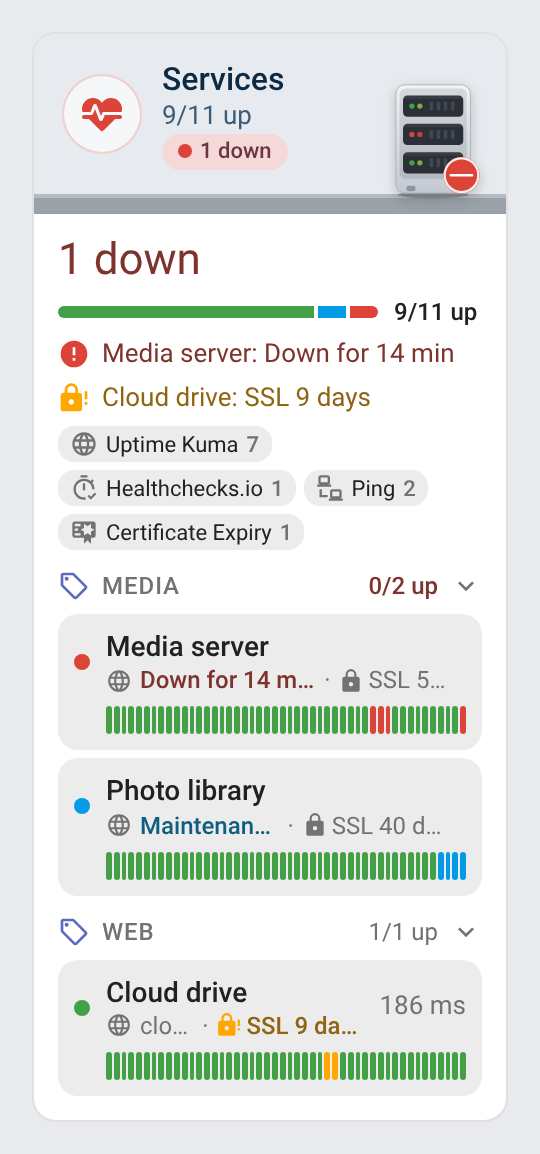 Services
9/11 up
1 down
1 down
9/11 up
Media server: Down for 14 min
Cloud drive: SSL 9 days
Uptime Kuma 7
Healthchecks.io 1 Ping 2
Certificate Expiry 1
MEDIA 0/2 up
Media server
Down for 14 m... · SSL 5...
Photo library
Maintenan... · SSL 40 d...
WEB 1/1 up
Cloud drive 186 ms
clo... · SSL 9 da...